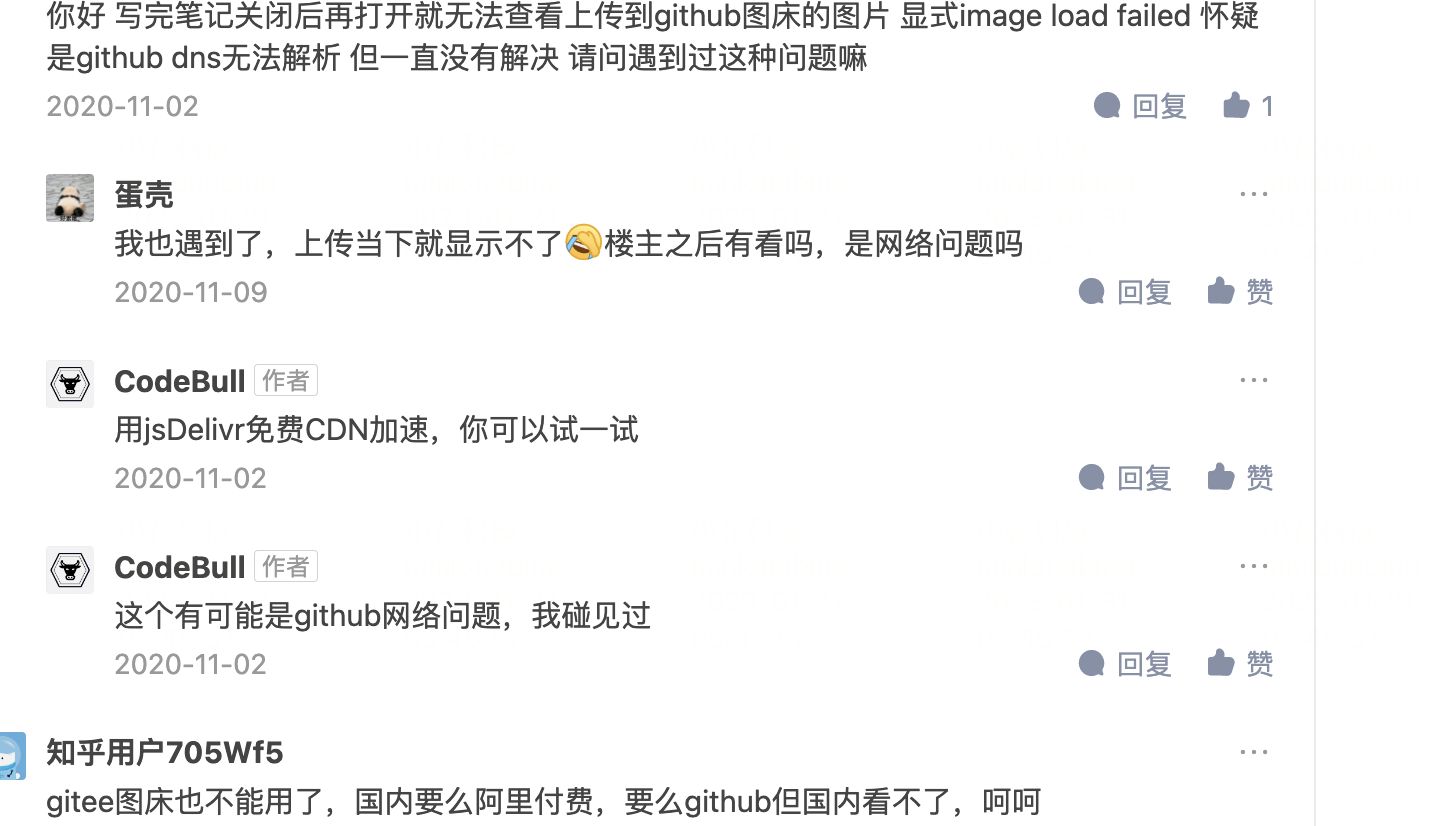 你好 写完笔记关闭后再打开就无法查看上传到github图床的图片 显式image load failed 怀疑
是github dns无法解析 但一直没有解决 请问遇到过这种问题嘛
2020-11-02 回复 1
蛋壳
我也遇到了，上传当下就显示不了🤣楼主之后有看吗，是网络问题吗
2020-11-09 回复 赞
CodeBull 作者
用jsDelivr免费CDN加速，你可以试一试
2020-11-02 回复 赞
CodeBull 作者
这个有可能是github网络问题，我碰见过
2020-11-02 回复 赞
知乎用户705Wf5
gitee图床也不能用了，国内要么阿里付费，要么github但国内看不了，呵呵